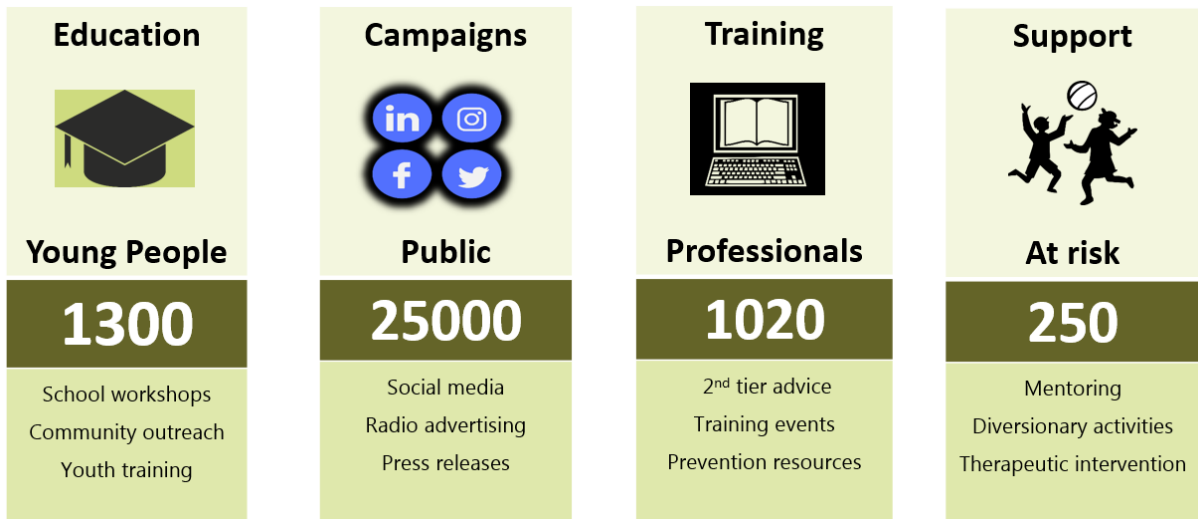 Education
Young People
1300
School workshops
Community outreach
Youth training
Campaigns
in
f
Public
25000
Social media
Radio advertising
Press releases
Training
Professionals
1020
2nd tier advice
Training events
Prevention resources
Support
At risk
250
Mentoring
Diversionary activities
Therapeutic intervention